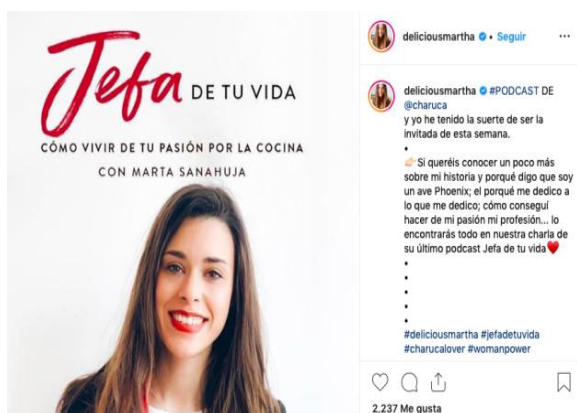 Jefa DE TU VIDA
CÓMO VIVIR DE TU PASIÓN POR LA COCINA
CON MARTA SANAHUJA
deliciousmartha • Seguir
deliciousmartha #PODCAST DE
@charuca
y yo he tenido la suerte de ser la
invitada de esta semana.
•
👉🏻Si queréis conocer un poco más
sobre mi historia y porqué digo que soy
un ave Phoenix; el porqué me dedico a
lo que me dedico; cómo conseguí
hacer de mi pasión mi profesión... lo
encontrarás todo en nuestra charla de
su último podcast Jefa de tu vida❤️
•
•
•
•
•
#deliciousmartha #jefadetuvida
#charucalover #womanpower
2,237 Me gusta